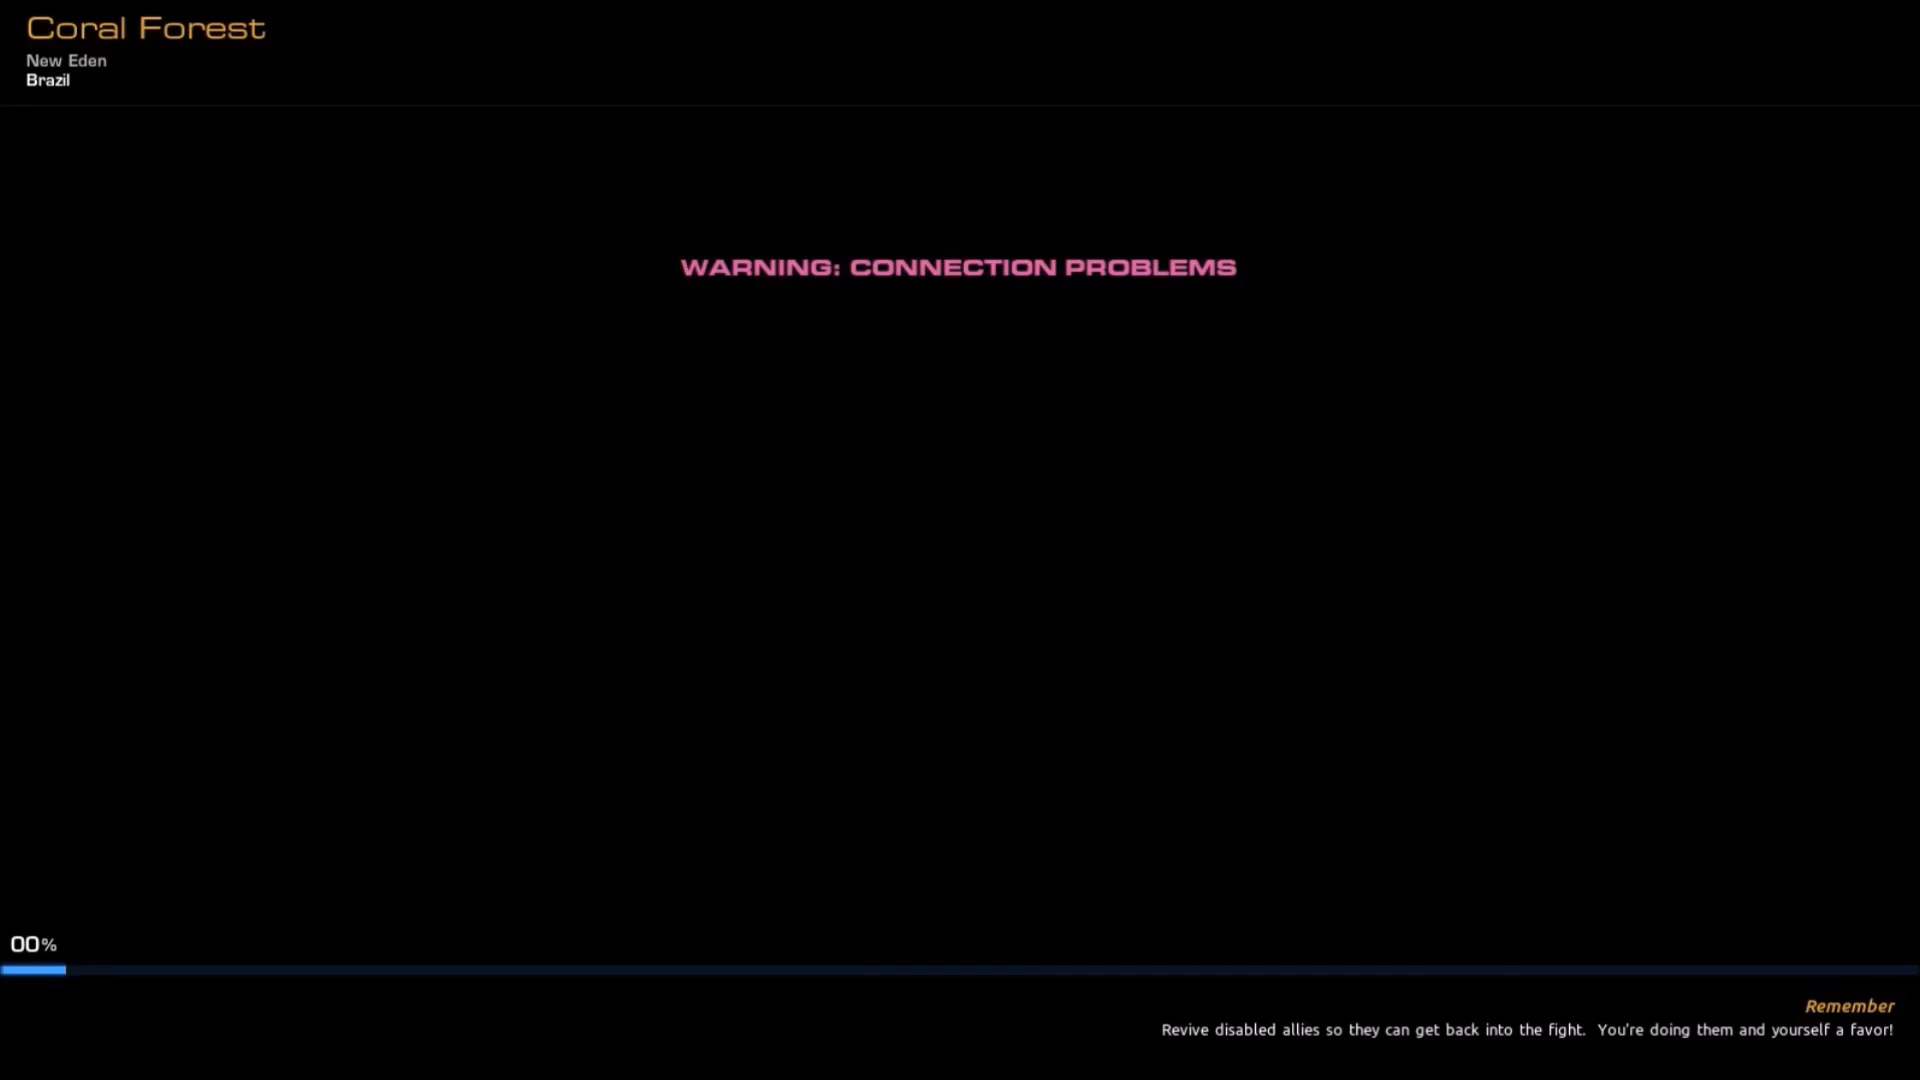 Coral Forest
New Eden
Brazil
WARNING: CONNECTION PROBLEMS
00%
Remember
Revive disabled allies so they can get back into the fight. You're doing them and yourself a favor!